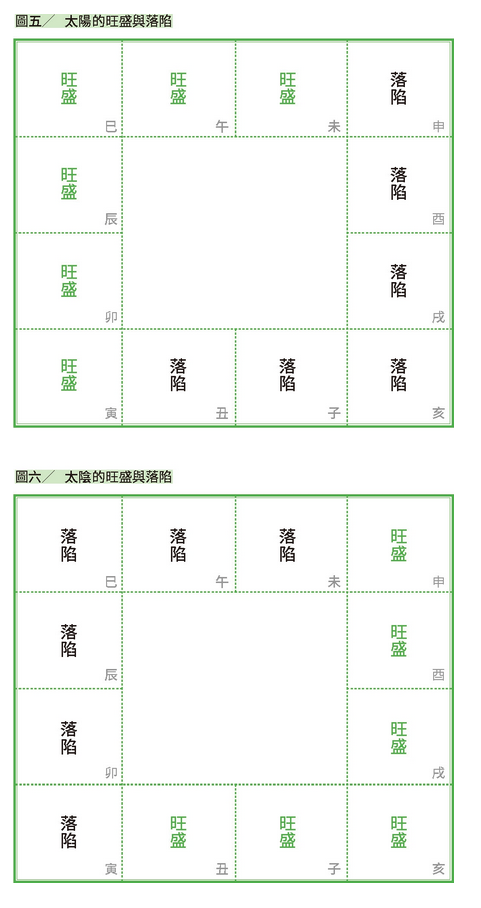 圖五／ 太陽的旺盛與落陷
旺盛
巳
旺盛
午
旺盛
未
落陷
申
旺盛
辰
落陷
酉
旺盛
卯
落陷
戌
旺盛
寅
落陷
丑
落陷
子
落陷
亥
圖六／ 太陰的旺盛與落陷
落陷
巳
落陷
午
落陷
未
旺盛
申
落陷
辰
旺盛
酉
落陷
卯
旺盛
戌
落陷
寅
旺盛
丑
旺盛
子
旺盛
亥